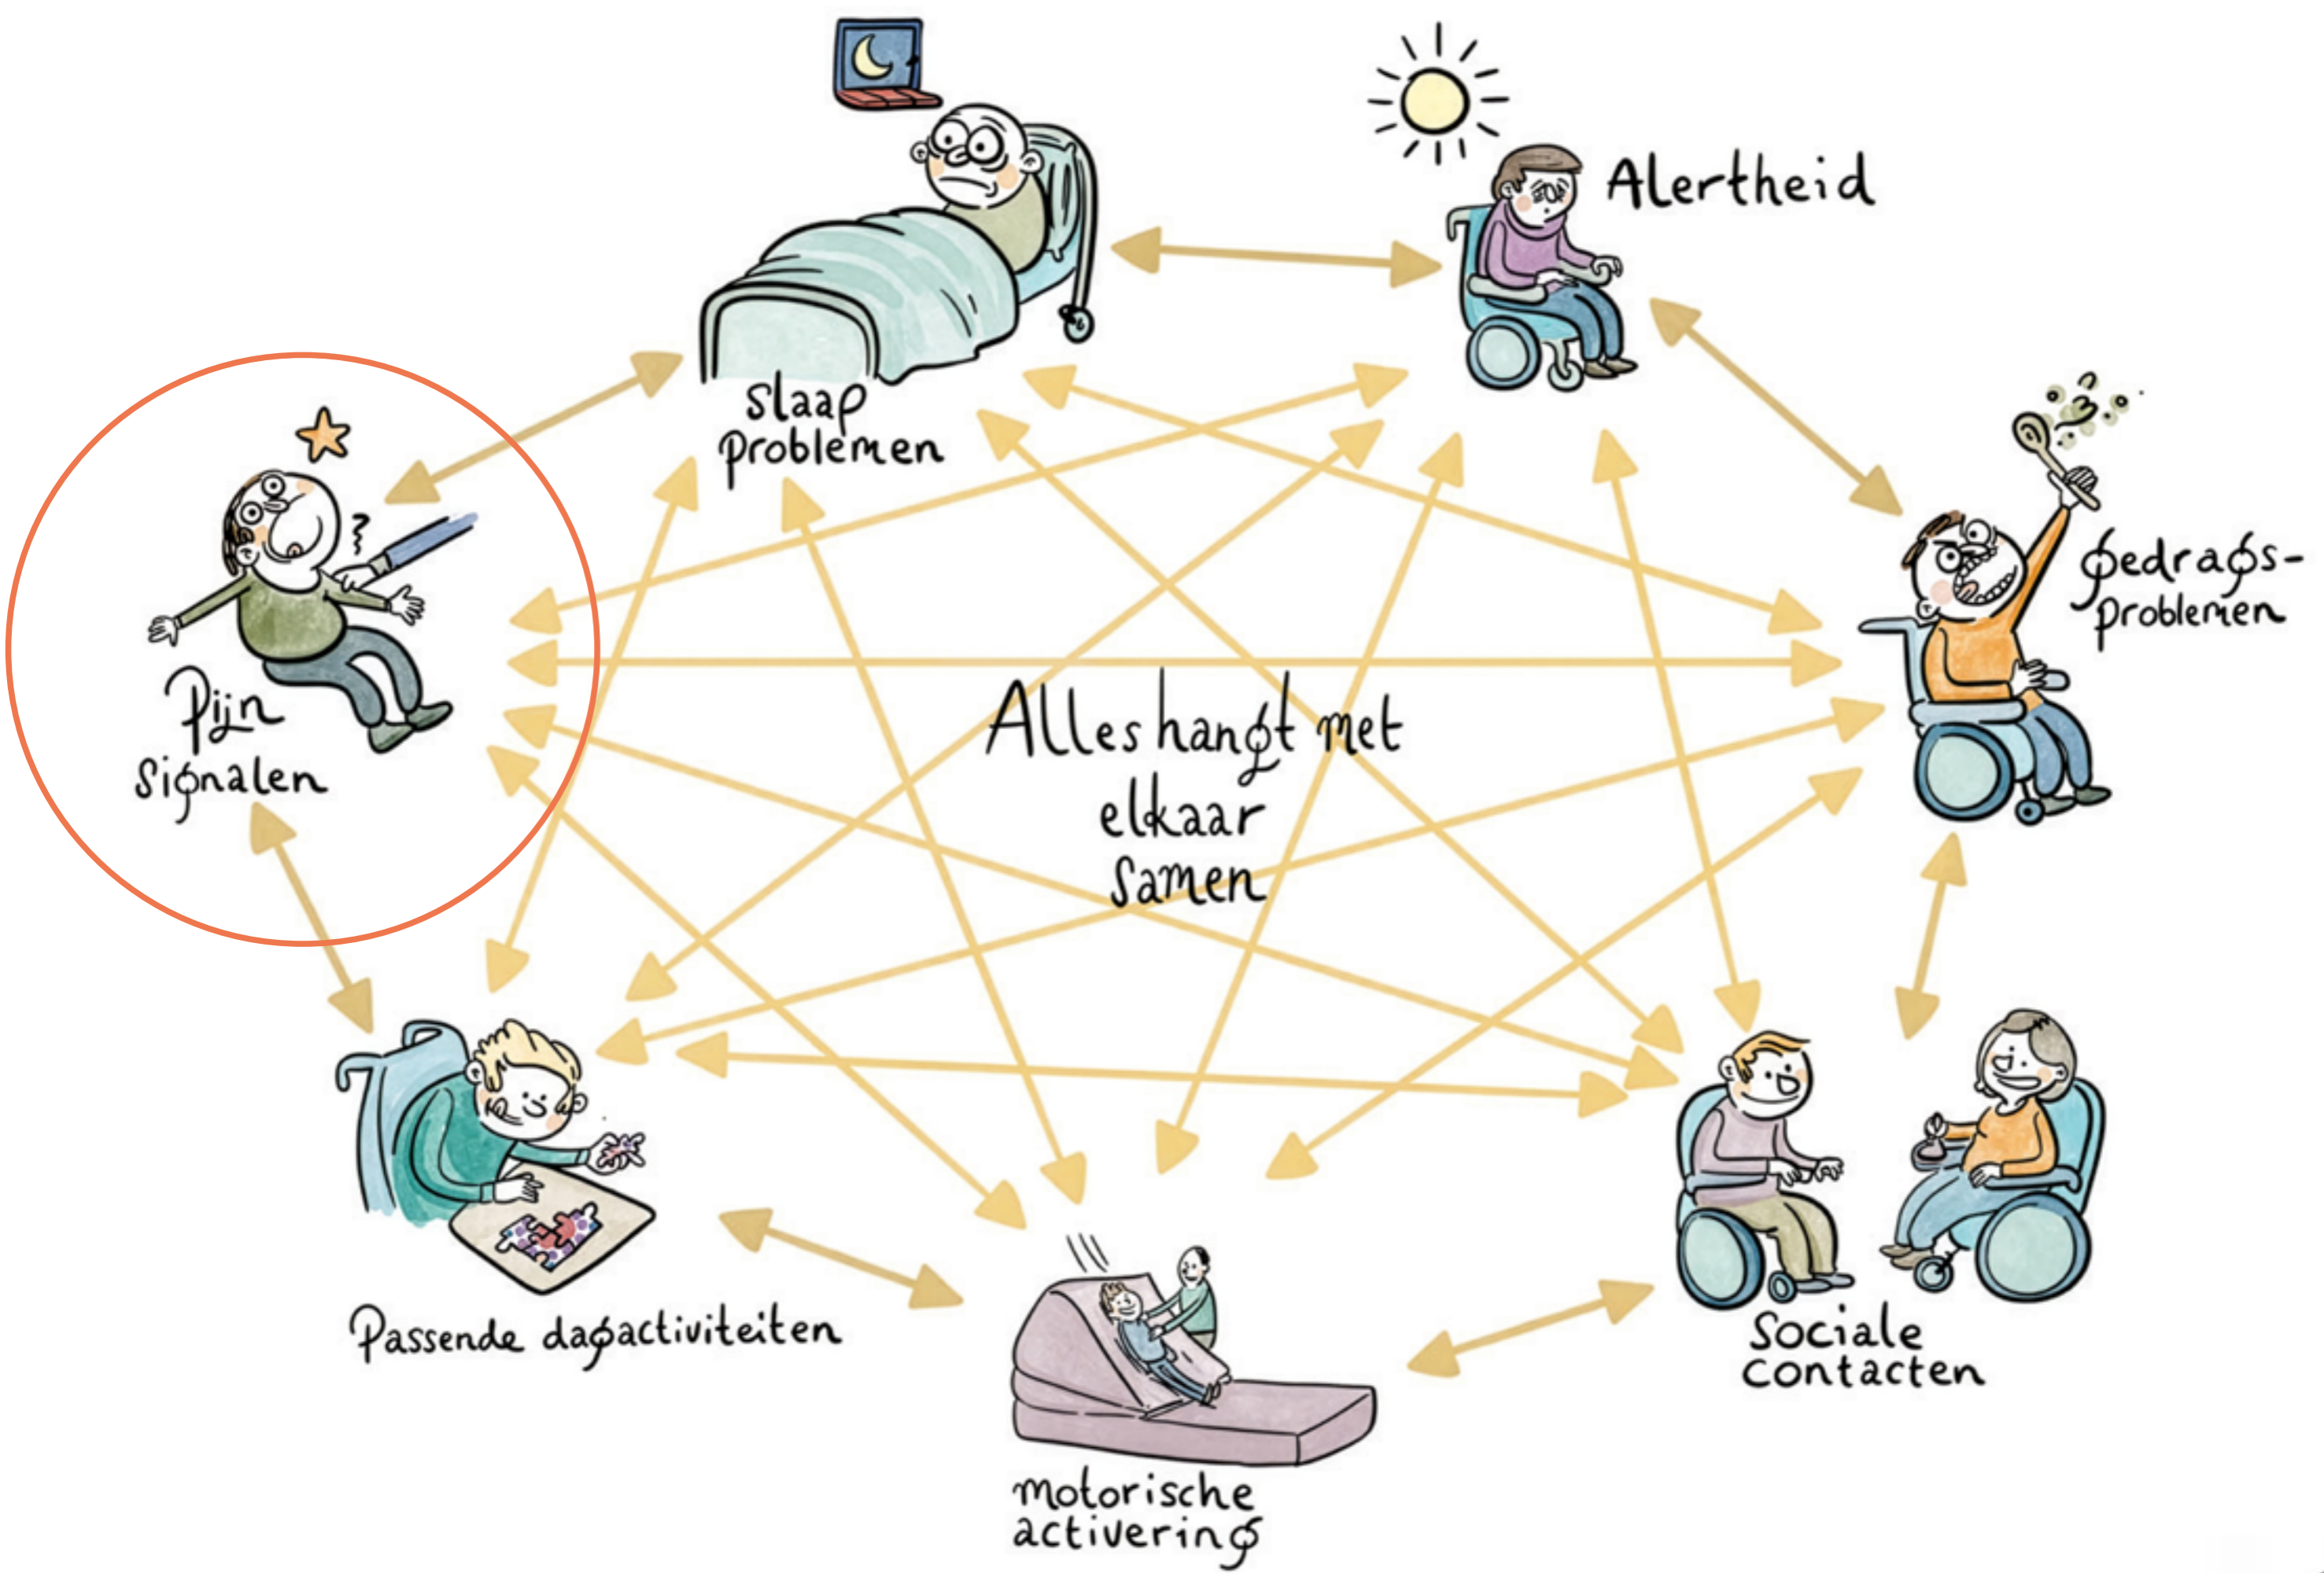 Alertheid
slaap
problemen
gedrags-
problemen
Pijn
signalen
Alles hangt met
elkaar
samen
Passende dagactiviteiten
Sociale
contacten
motorische
activering